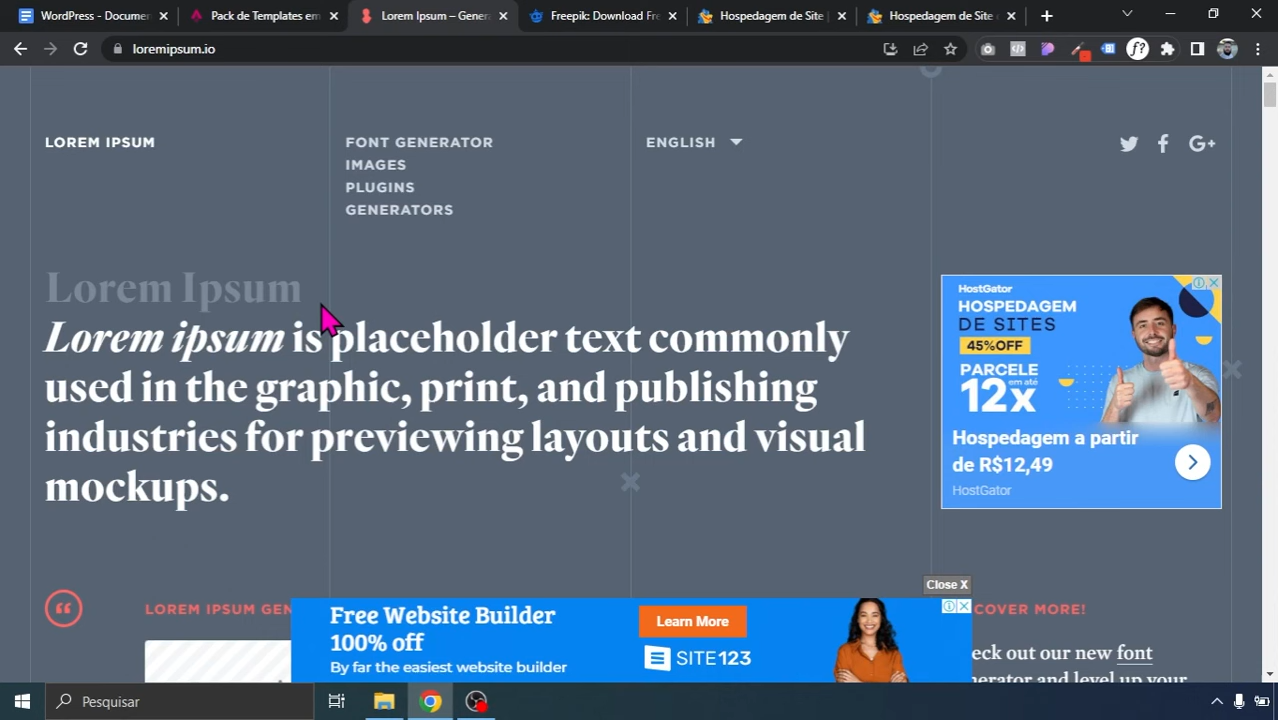 WordPress - Documen
Pack de Templates em
Lorem Ipsum – Genera
Freepik: Download Fre
Hospedagem de Site |
Hospedagem de Site
loremipsum.io
LOREM IPSUM
FONT GENERATOR
ENGLISH
IMAGES
PLUGINS
GENERATORS
Lorem Ipsum
Lorem ipsum is placeholder text commonly
used in the graphic, print, and publishing
industries for previewing layouts and visual
mockups.
HostGator
HOSPEDAGEM
DE SITES
45%OFF
PARCELE
em até
12x
Hospedagem a partir
de R$12,49
HostGator
Close X
LOREM IPSUM GEN
COVER MORE!
Free Website Builder
100% off
By far the easiest website builder
Learn More
SITE123
eck out our new font
nerator and level up your
Pesquisar